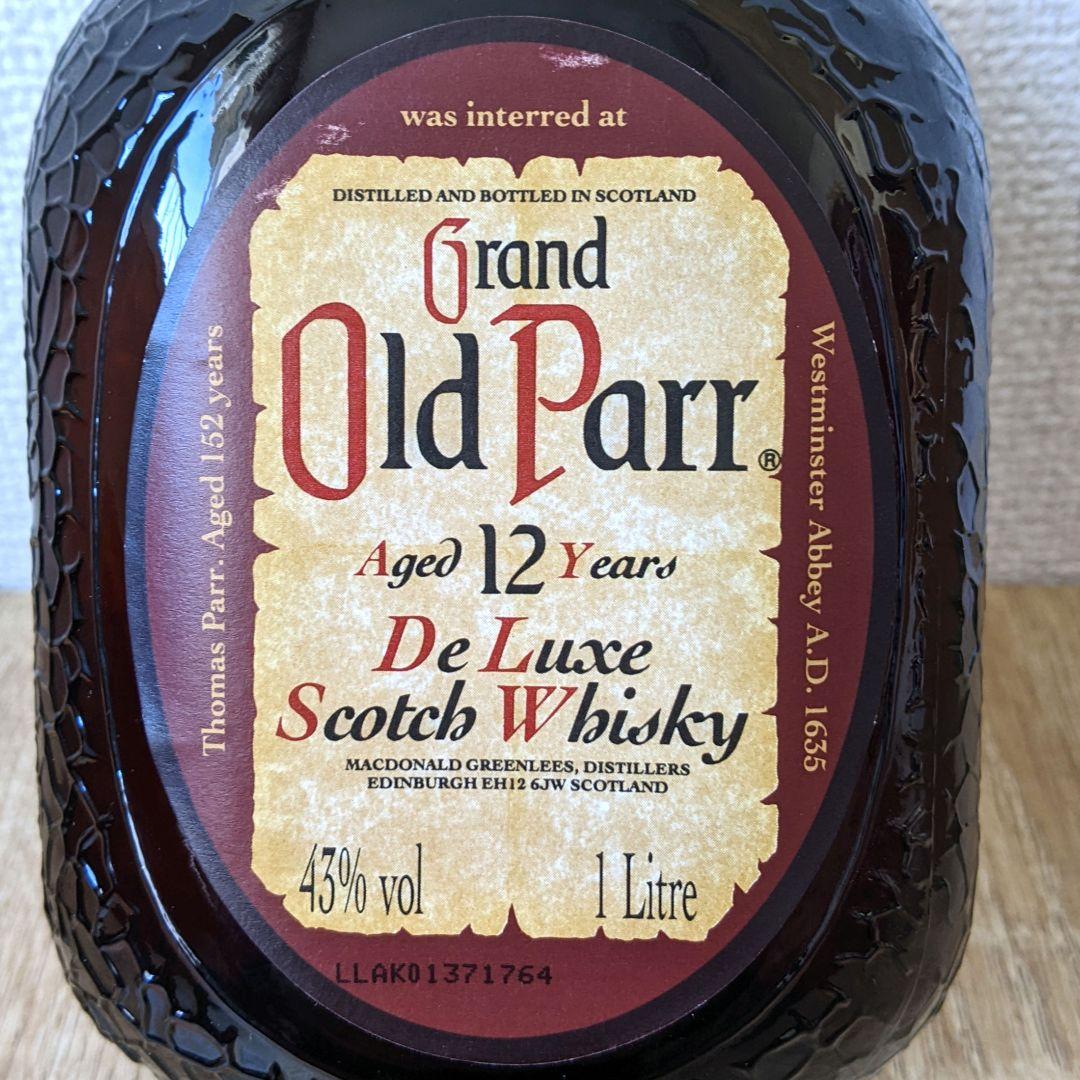 Thomas Parr. Aged 152 years
was interred at
Westminster Abbey A.D. 1635
DISTILLED AND BOTTLED IN SCOTLAND
Grand
Old Parr®
Aged 12 Years
De Luxe
Scotch Whisky
MACDONALD GREENLEES, DISTILLERS
EDINBURGH EH12 6JW SCOTLAND
43% vol
1 Litre
LLAK01371764